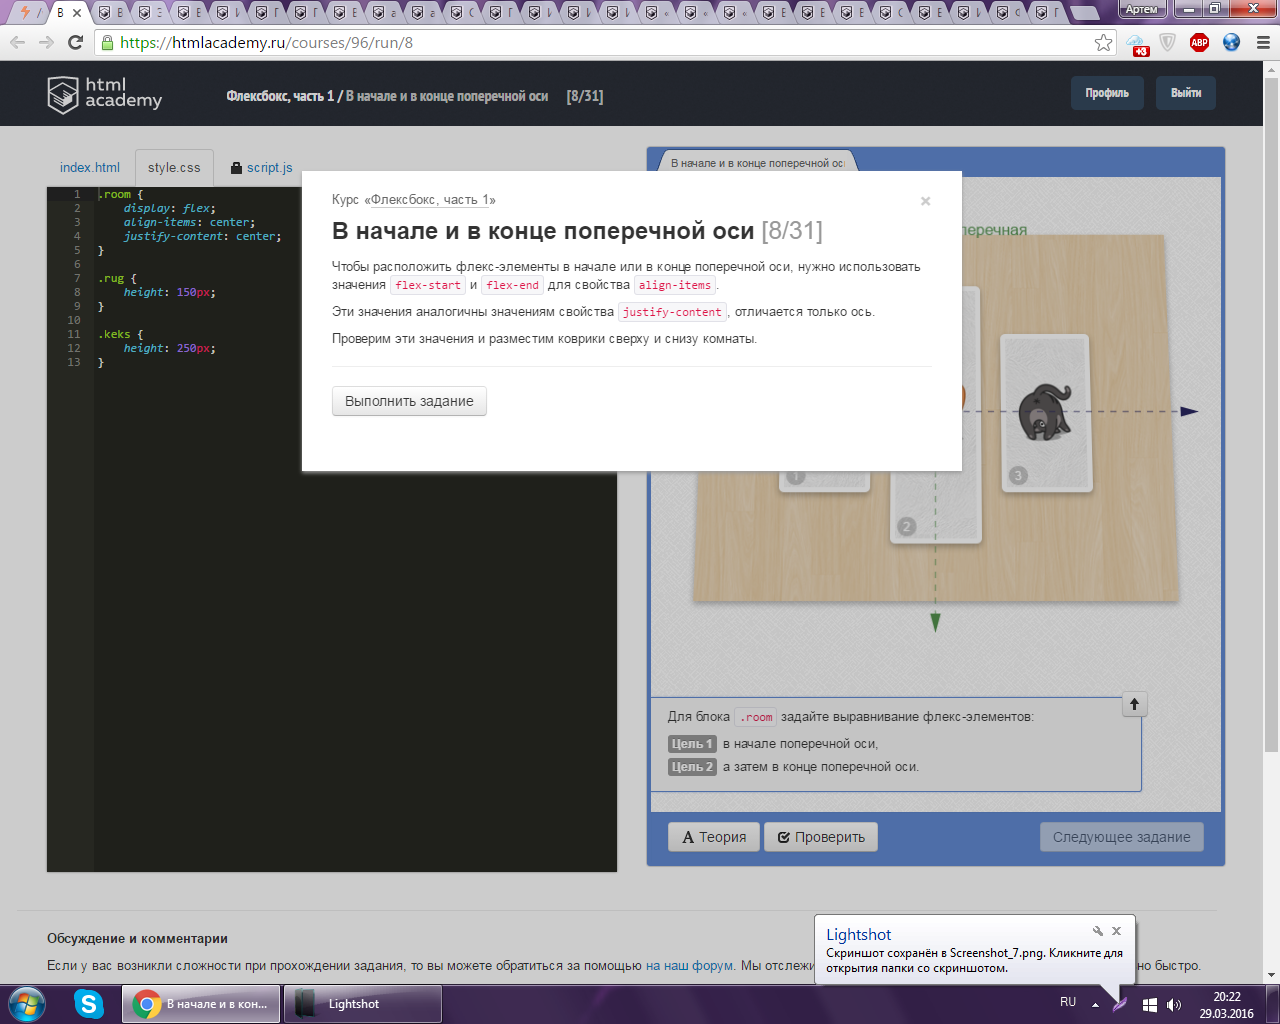 Артем
https://htmlacademy.ru/courses/96/run/8
+3
ABP
html academy
Флексбокс, часть 1 / В начале и в конце поперечной оси [8/31]
Профиль
Выйти
index.html
style.css
script.js
В начале и в конце поперечной ос
1 .room {
2 display: flex;
3 align-items: center;
4 justify-content: center;
5 }
6
7 .rug {
8 height: 150px;
9 }
10
11 .keks {
12 height: 250px;
13 }
Курс «Флексбокс, часть 1»
×
В начале и в конце поперечной оси [8/31]
Чтобы расположить флекс-элементы в начале или в конце поперечной оси, нужно использовать
значения flex-start и flex-end для свойства align-items.
Эти значения аналогичны значениям свойства justify-content, отличается только ось.
Проверим эти значения и разместим коврики сверху и снизу комнаты.
Выполнить задание
перечная
1
2
3
Для блока .room задайте выравнивание флекс-элементов:
Цель 1 в начале поперечной оси,
Цель 2 а затем в конце поперечной оси.
Теория
Проверить
Следующее задание
Обсуждение и комментарии
Если у вас возникли сложности при прохождении задания, то вы можете обратиться за помощью на наш форум. Мы отслежи
но быстро.
Lightshot
Скриншот сохранён в Screenshot_7.png. Кликните для
открытия папки со скриншотом.
В начале и в кон...
Lightshot
RU
20:22
29.03.2016